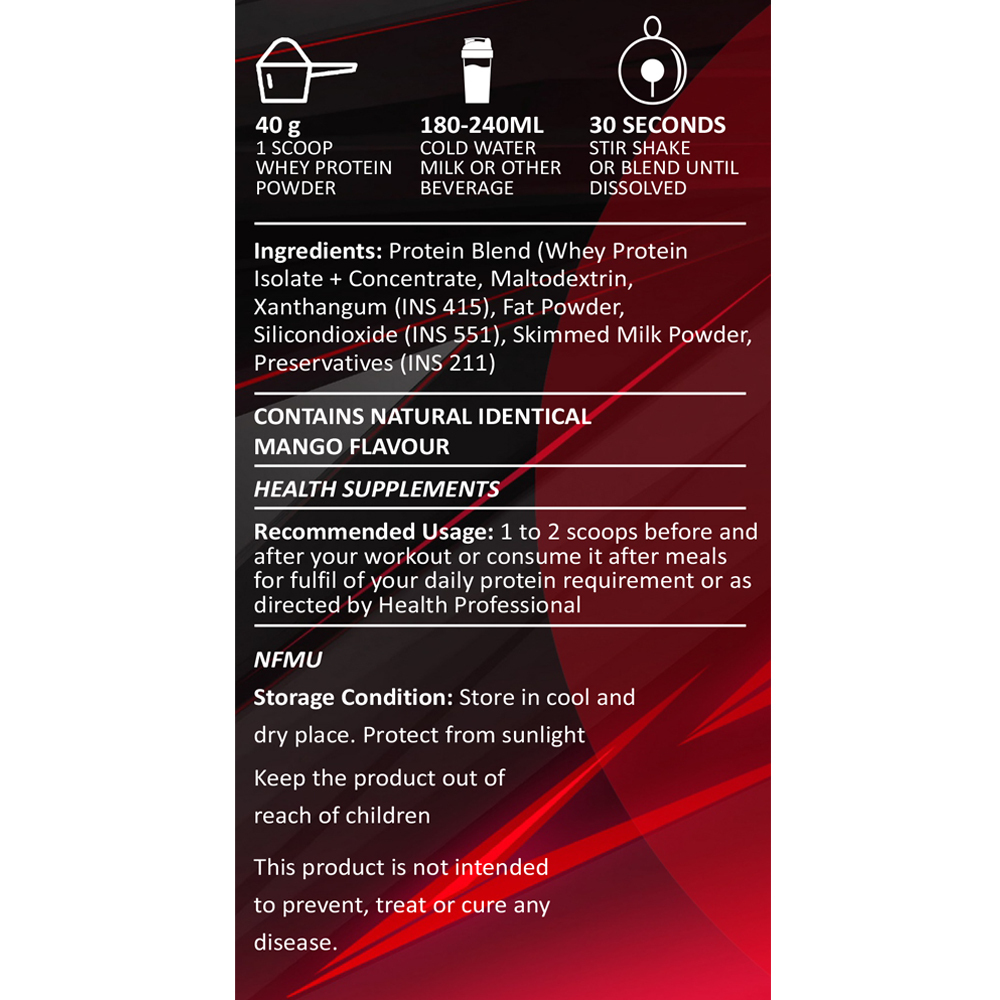 40 g
1 SCOOP
WHEY PROTEIN
POWDER
180-240ML
COLD WATER
MILK OR OTHER
BEVERAGE
30 SECONDS
STIR SHAKE
OR BLEND UNTIL
DISSOLVED
Ingredients: Protein Blend (Whey Protein
Isolate + Concentrate, Maltodextrin,
Xanthangum (INS 415), Fat Powder,
Silicondioxide (INS 551), Skimmed Milk Powder,
Preservatives (INS 211)
CONTAINS NATURAL IDENTICAL
MANGO FLAVOUR
HEALTH SUPPLEMENTS
Recommended Usage: 1 to 2 scoops before and
after your workout or consume it after meals
for fulfil of your daily protein requirement or as
directed by Health Professional
NFMU
Storage Condition: Store in cool and
dry place. Protect from sunlight
Keep the product out of
reach of children
This product is not intended
to prevent, treat or cure any
disease.